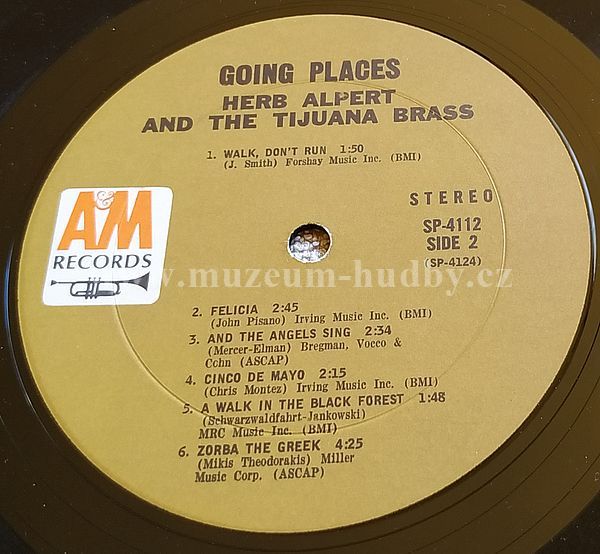 GOING PLACES
HERB ALPERT
AND THE TIJUANA BRASS
1. WALK, DON'T RUN 1:50
(J. Smith) Forshay Music Inc. (BMI)
STEREO
SP-4112
SIDE 2
(SP-4124)
A&M
RECORDS
www.muzeum-hudby.cz
2. FELICIA 2:45
(John Pisano) Irving Music Inc. (BMI)
3. AND THE ANGELS SING 2:34
(Mercer-Elman) Bregman, Vocco &
Cohn (ASCAP)
4. CINCO DE MAYO 2:15
(Chris Montez) Irving Music Inc. (BMI)
5. A WALK IN THE BLACK FOREST 1:48
(Schwarzwaldfahrt-Jankowski)
MRC Music Inc. (BMI)
6. ZORBA THE GREEK 4:25
(Mikis Theodorakis) Miller
Music Corp. (ASCAP)